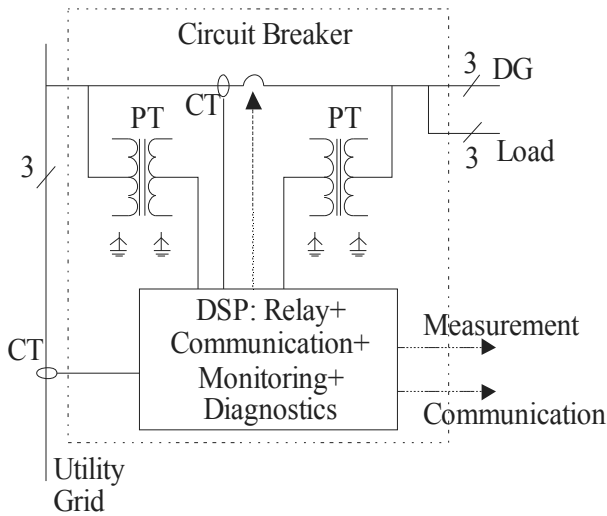 Circuit Breaker
3
DG
CT
PT
PT
3
Load
3
DSP: Relay+
Communication+
Monitoring+
Diagnostics
Measurement
CT
Communication
Utility
Grid